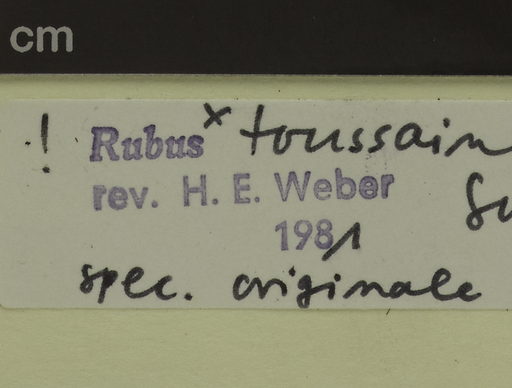 cm
! Rubus × toussain
rev. H. E. Weber
1981
spec. originale